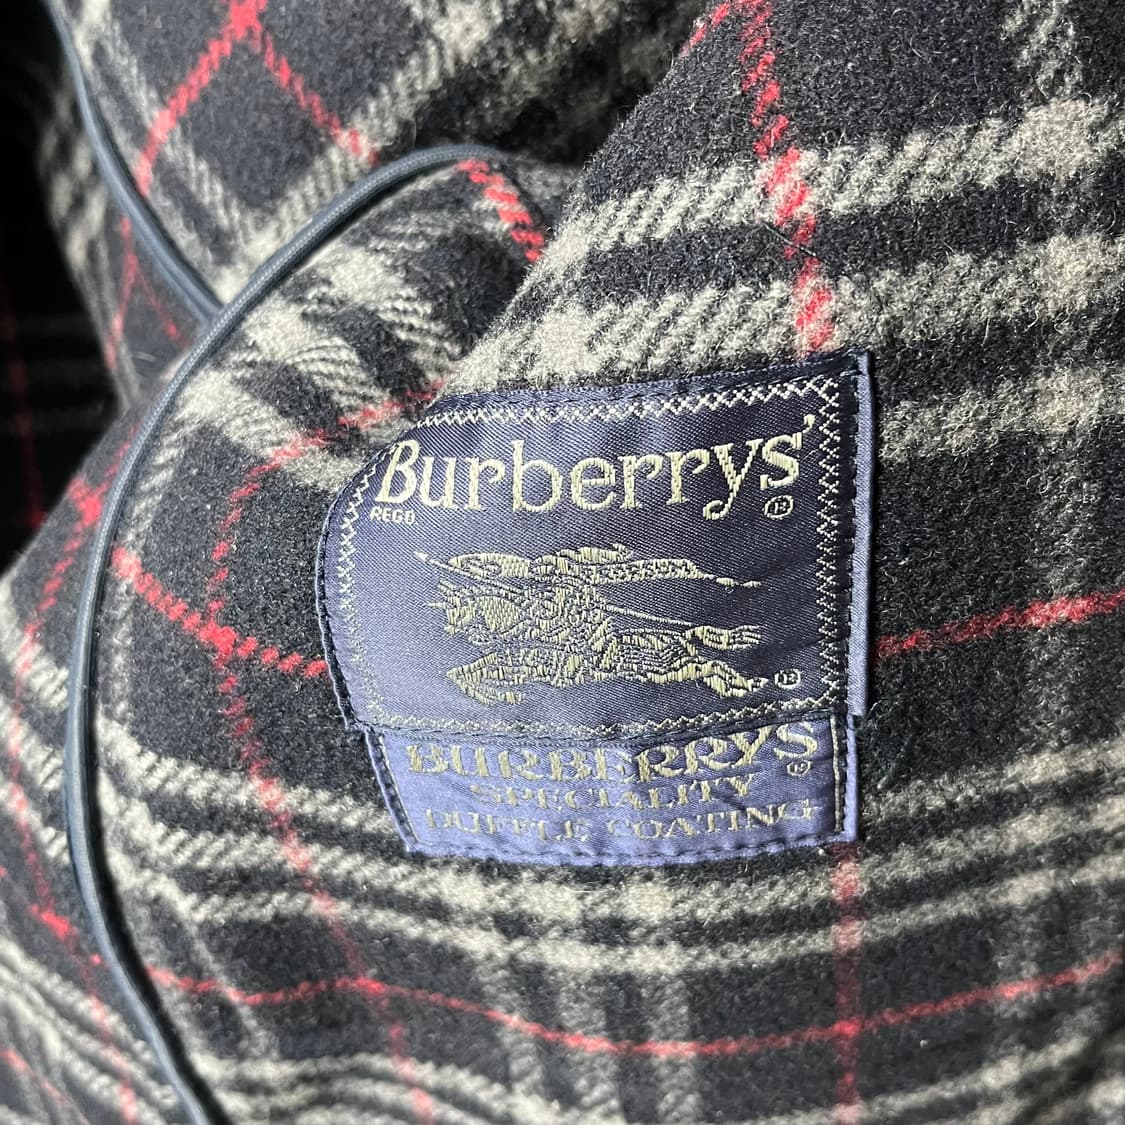 Burberrys' ®
REGD
®
BURBERRYS ®
SPECIALITY
DUFFLE COATING